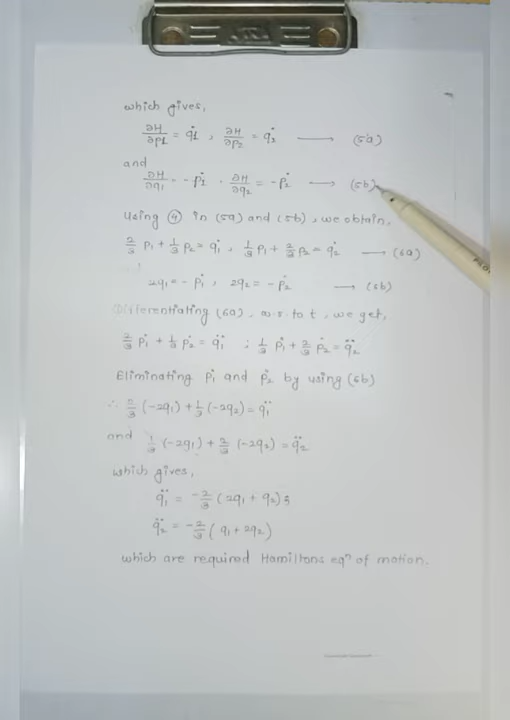 which gives,
∂H/∂p1 = q̇1 , ∂H/∂p₂ = q̇₂ ⟶ (5a)
and
∂H/∂q₁ = -ṗ₁ , ∂H/∂q₂ = -ṗ₂ ⟶ (5b)
Using ④ in (5a) and (5b), we obtain,
2/3 p₁ + 1/3 p₂ = q̇₁ , 1/3 p₁ + 2/3 p₂ = q̇₂ ⟶ (6a)
2q₁ = -ṗ₁ , 2q₂ = -ṗ₂ ⟶ (6b)
Differentiating (6a), w.r.to t, we get,
2/3 ṗ₁ + 1/3 ṗ₂ = q̈₁ ; 1/3 ṗ₁ + 2/3 ṗ₂ = q̈₂
Eliminating ṗ₁ and ṗ₂ by using (6b)
∴ 2/3 (-2q₁) + 1/3 (-2q₂) = q̈₁
and 1/3 (-2q₁) + 2/3 (-2q₂) = q̈₂
which gives,
q̈₁ = -2/3 (2q₁ + q₂) ;
q̈₂ = -2/3 (q₁ + 2q₂)
which are required Hamiltons eqⁿ of motion.